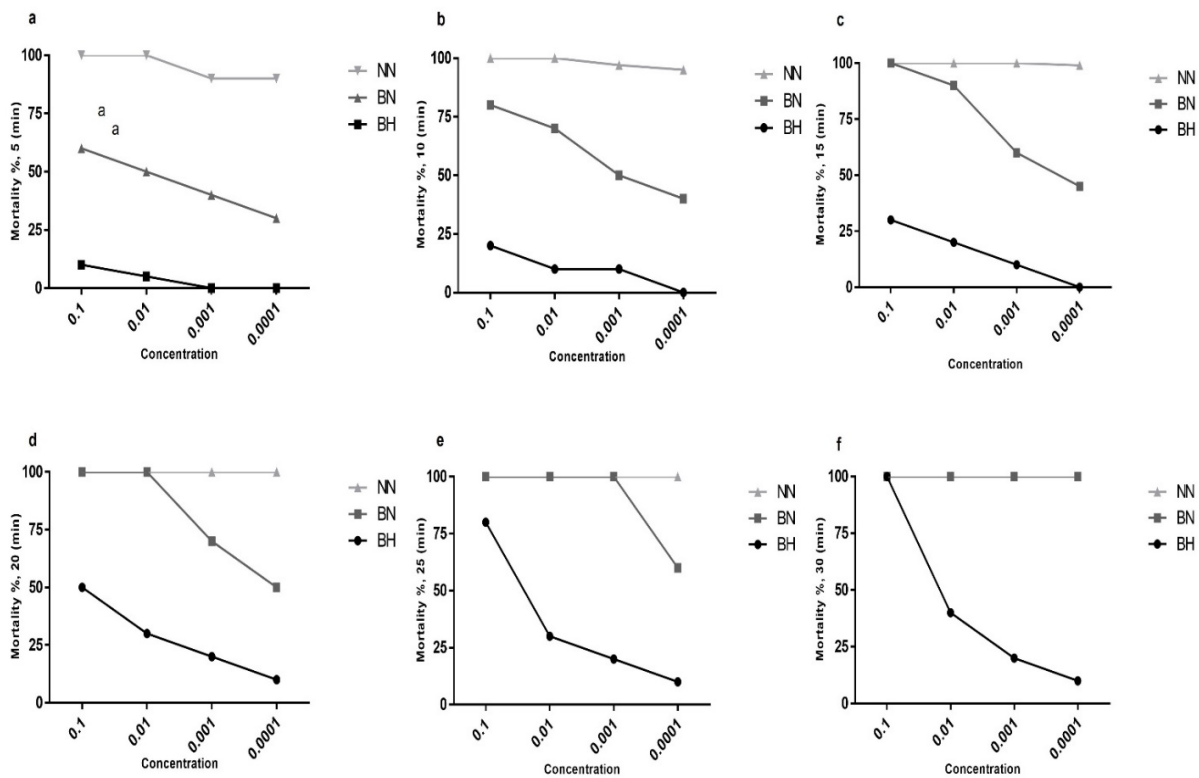 a
Mortality %, 5 (min)
100
75
50
25
0
a
a
0.1
0.01
0.001
0.0001
Concentration
NN
BN
BH
b
Mortality %, 10 (min)
100
75
50
25
0
0.1
0.01
0.001
0.0001
Concentration
NN
BN
BH
c
Mortality %, 15 (min)
100
75
50
25
0
0.1
0.01
0.001
0.0001
Concentration
NN
BN
BH
d
Mortality %, 20 (min)
100
75
50
25
0
0.1
0.01
0.001
0.0001
Concentration
NN
BN
BH
e
Mortality %, 25 (min)
100
75
50
25
0
0.1
0.01
0.001
0.0001
Concentration
NN
BN
BH
f
Mortality %, 30 (min)
100
75
50
25
0
0.1
0.01
0.001
0.0001
Concentration
NN
BN
BH